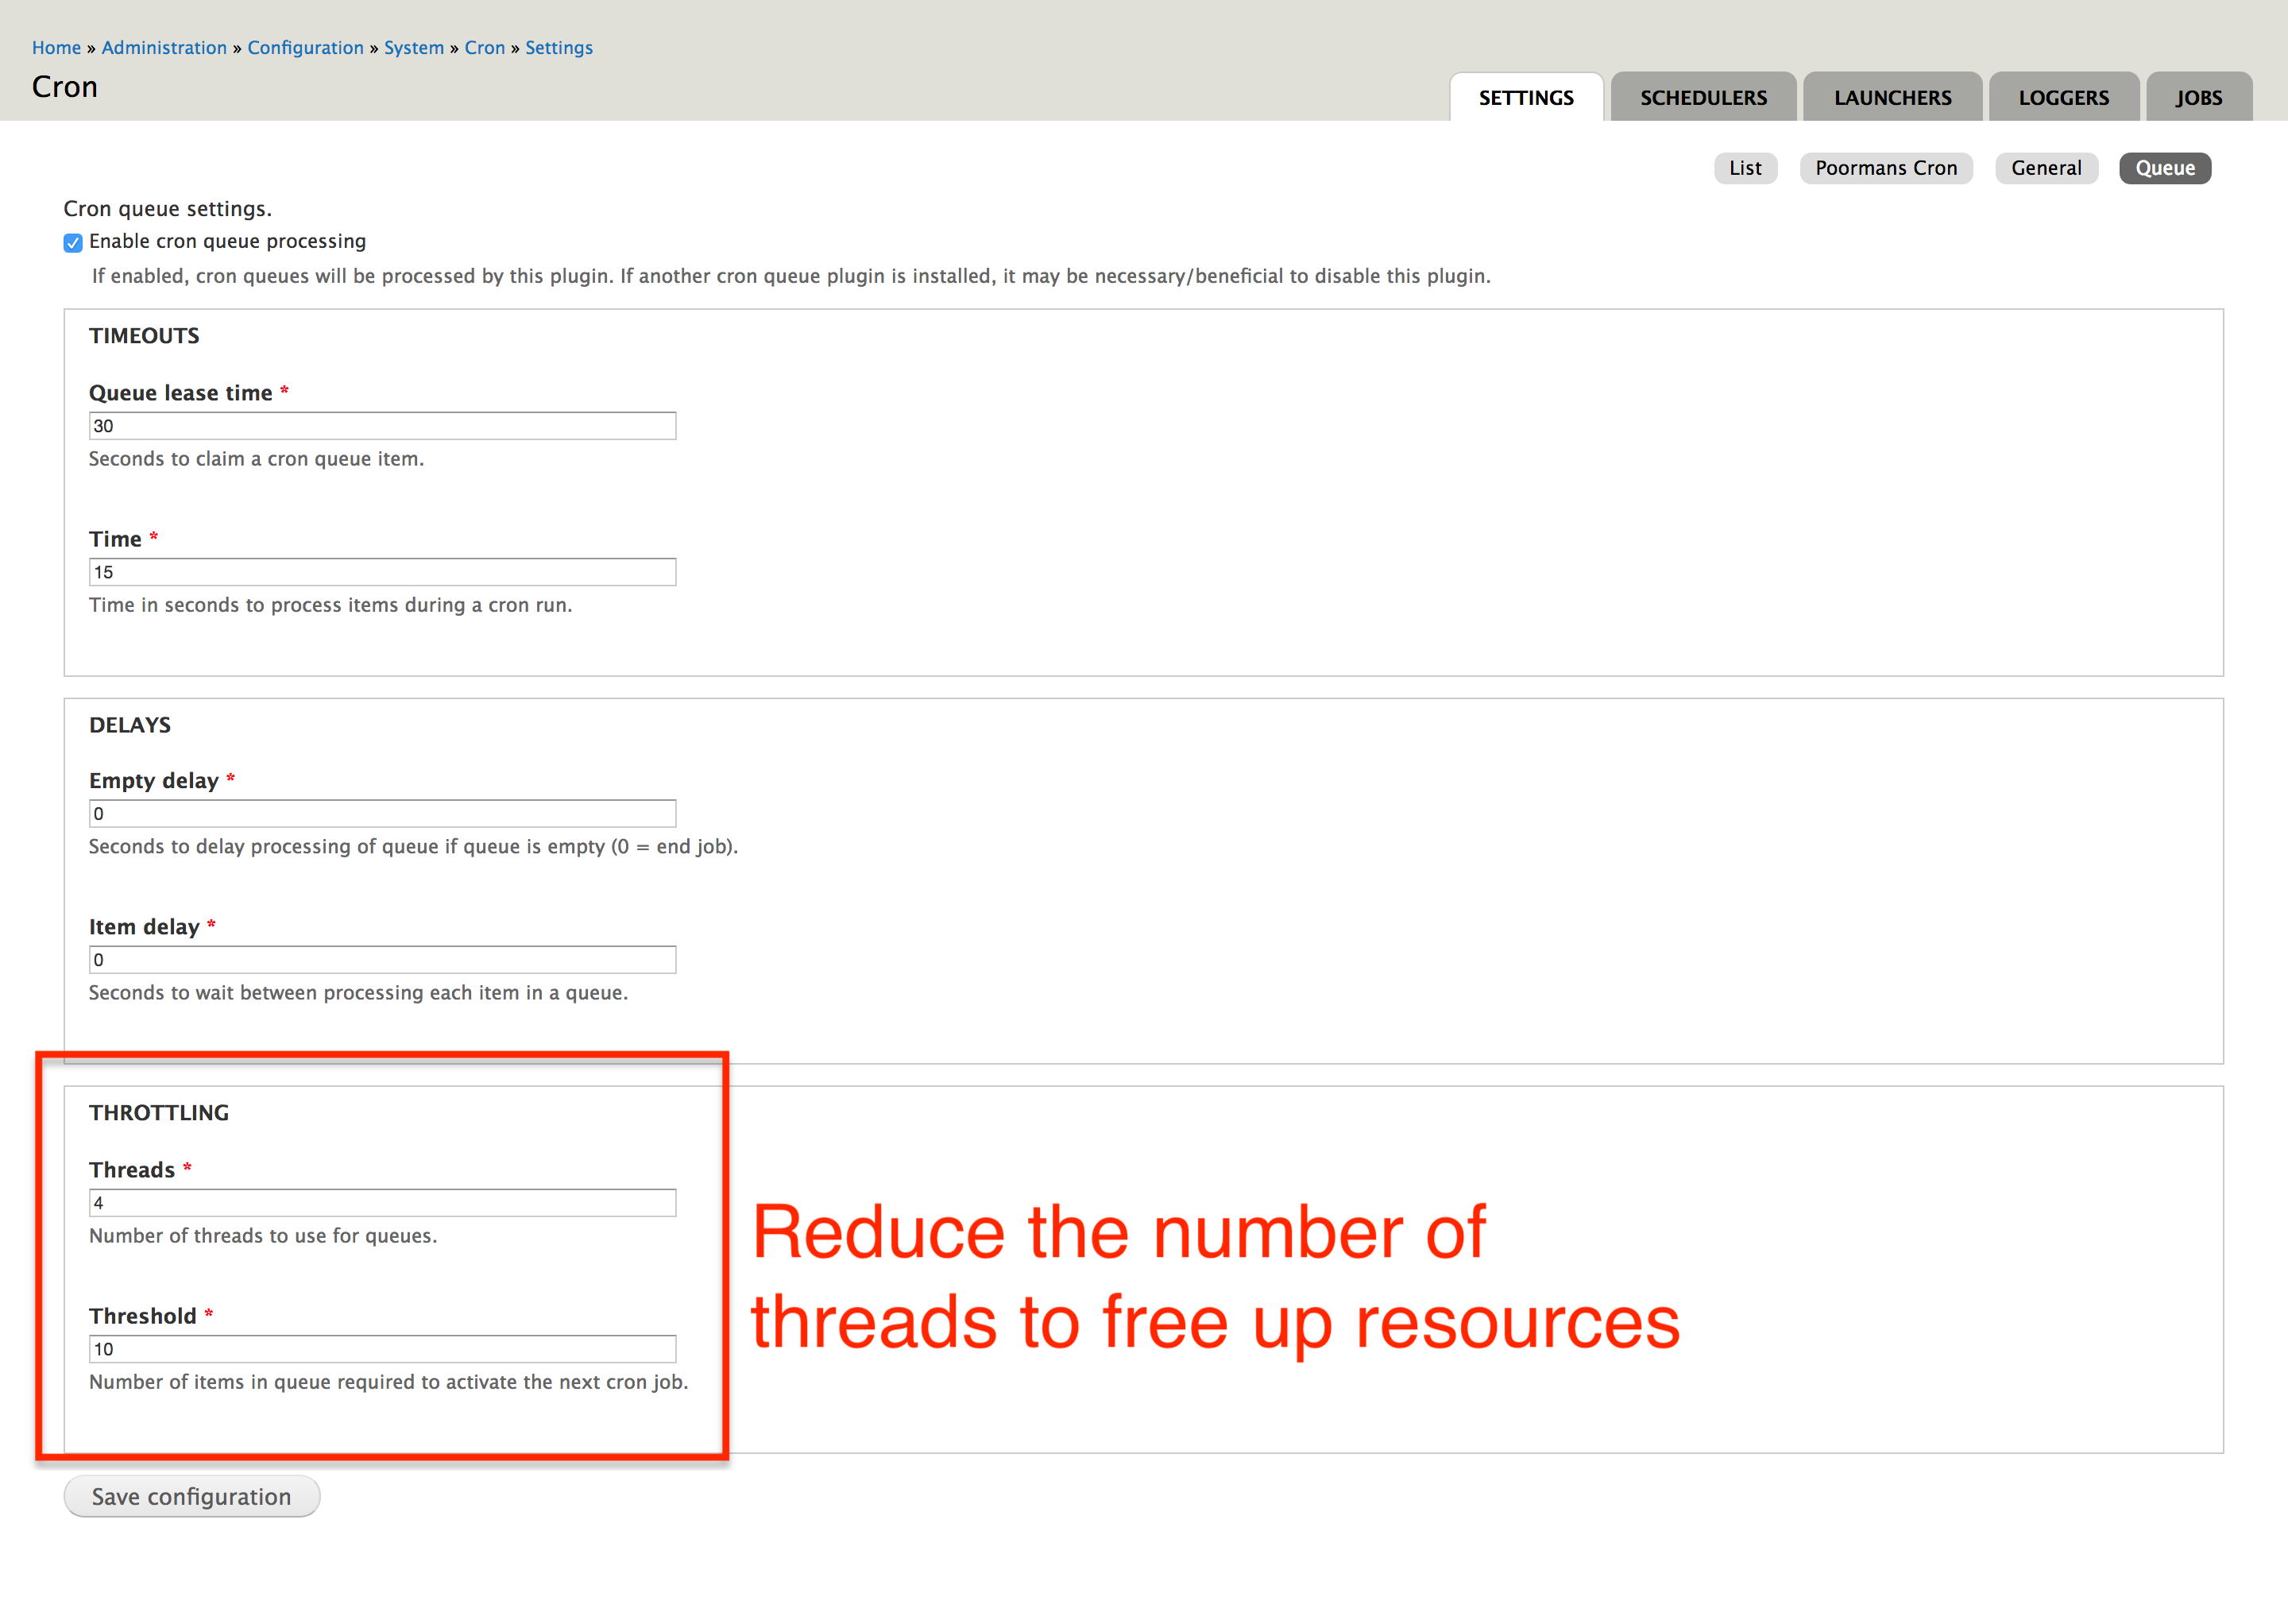 Home » Administration » Configuration » System » Cron » Settings
Cron
SETTINGS SCHEDULERS LAUNCHERS LOGGERS JOBS
List Poormans Cron General Queue
Cron queue settings.
Enable cron queue processing
If enabled, cron queues will be processed by this plugin. If another cron queue plugin is installed, it may be necessary/beneficial to disable this plugin.
TIMEOUTS
Queue lease time *
30
Seconds to claim a cron queue item.
Time *
15
Time in seconds to process items during a cron run.
DELAYS
Empty delay *
0
Seconds to delay processing of queue if queue is empty (0 = end job).
Item delay *
0
Seconds to wait between processing each item in a queue.
THROTTLING
Threads *
4
Number of threads to use for queues.
Threshold *
10
Number of items in queue required to activate the next cron job.
Reduce the number of
threads to free up resources
Save configuration